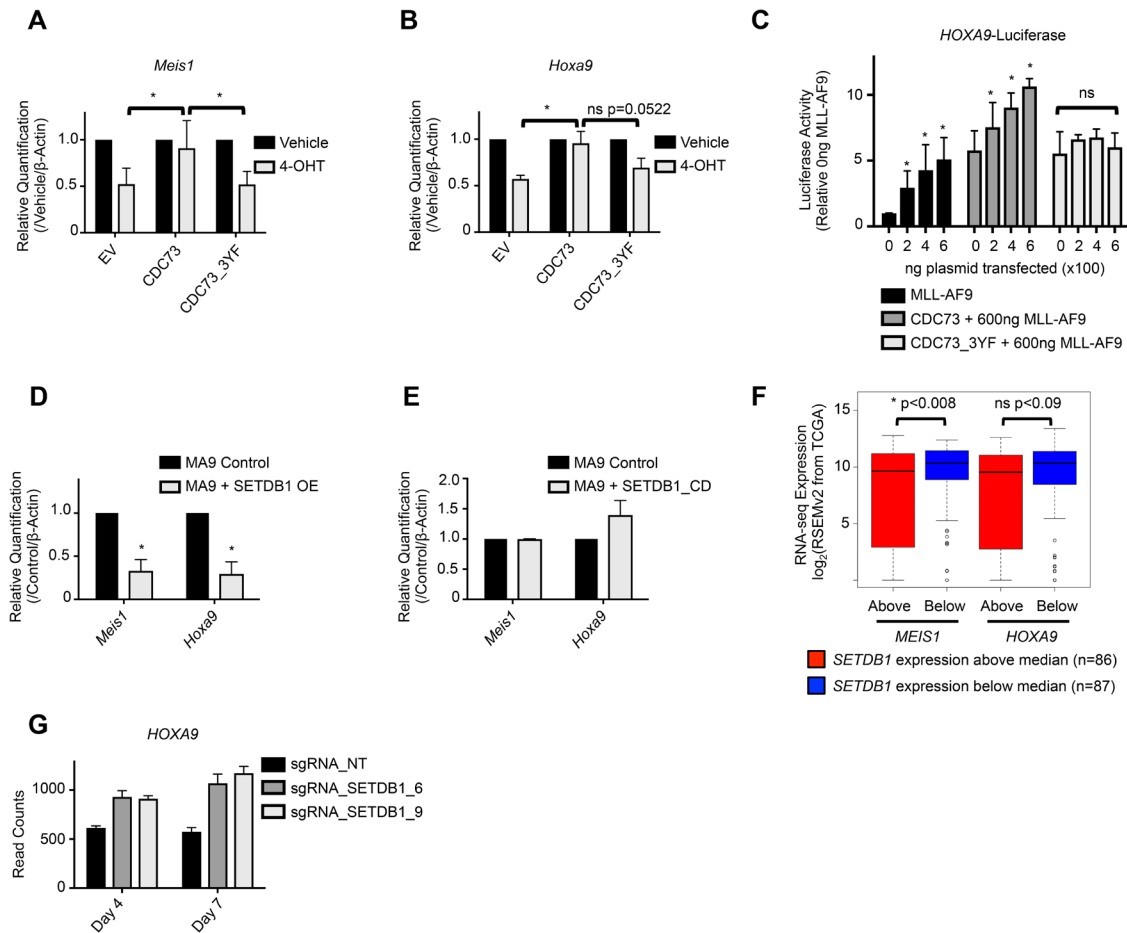 A
Meis1
Relative Quantification
(/Vehicle/β-Actin)
1.0
0.5
0
*
*
Vehicle
4-OHT
EV
CDC73
CDC73_3YF
B
Hoxa9
Relative Quantification
(/Vehicle/β-Actin)
1.0
0.5
0
*
ns p=0.0522
Vehicle
4-OHT
EV
CDC73
CDC73_3YF
C
HOXA9-Luciferase
Luciferase Activity
(Relative 0ng MLL-AF9)
10
5
0
* * * * * *
ns
0 2 4 6 0 2 4 6 0 2 4 6
ng plasmid transfected (x100)
MLL-AF9
CDC73 + 600ng MLL-AF9
CDC73_3YF + 600ng MLL-AF9
D
MA9 Control
MA9 + SETDB1 OE
Relative Quantification
(/Control/β-Actin)
1.0
0.5
0
*
*
Meis1
Hoxa9
E
MA9 Control
MA9 + SETDB1_CD
Relative Quantification
(/Control/β-Actin)
2.0
1.5
1.0
0.5
0
Meis1
Hoxa9
F
RNA-seq Expression
log2(RSEMv2 from TCGA)
15
10
5
* p<0.008
ns p<0.09
Above Below Above Below
MEIS1 HOXA9
SETDB1 expression above median (n=86)
SETDB1 expression below median (n=87)
G
HOXA9
Read Counts
1000
500
0
sgRNA_NT
sgRNA_SETDB1_6
sgRNA_SETDB1_9
Day 4
Day 7